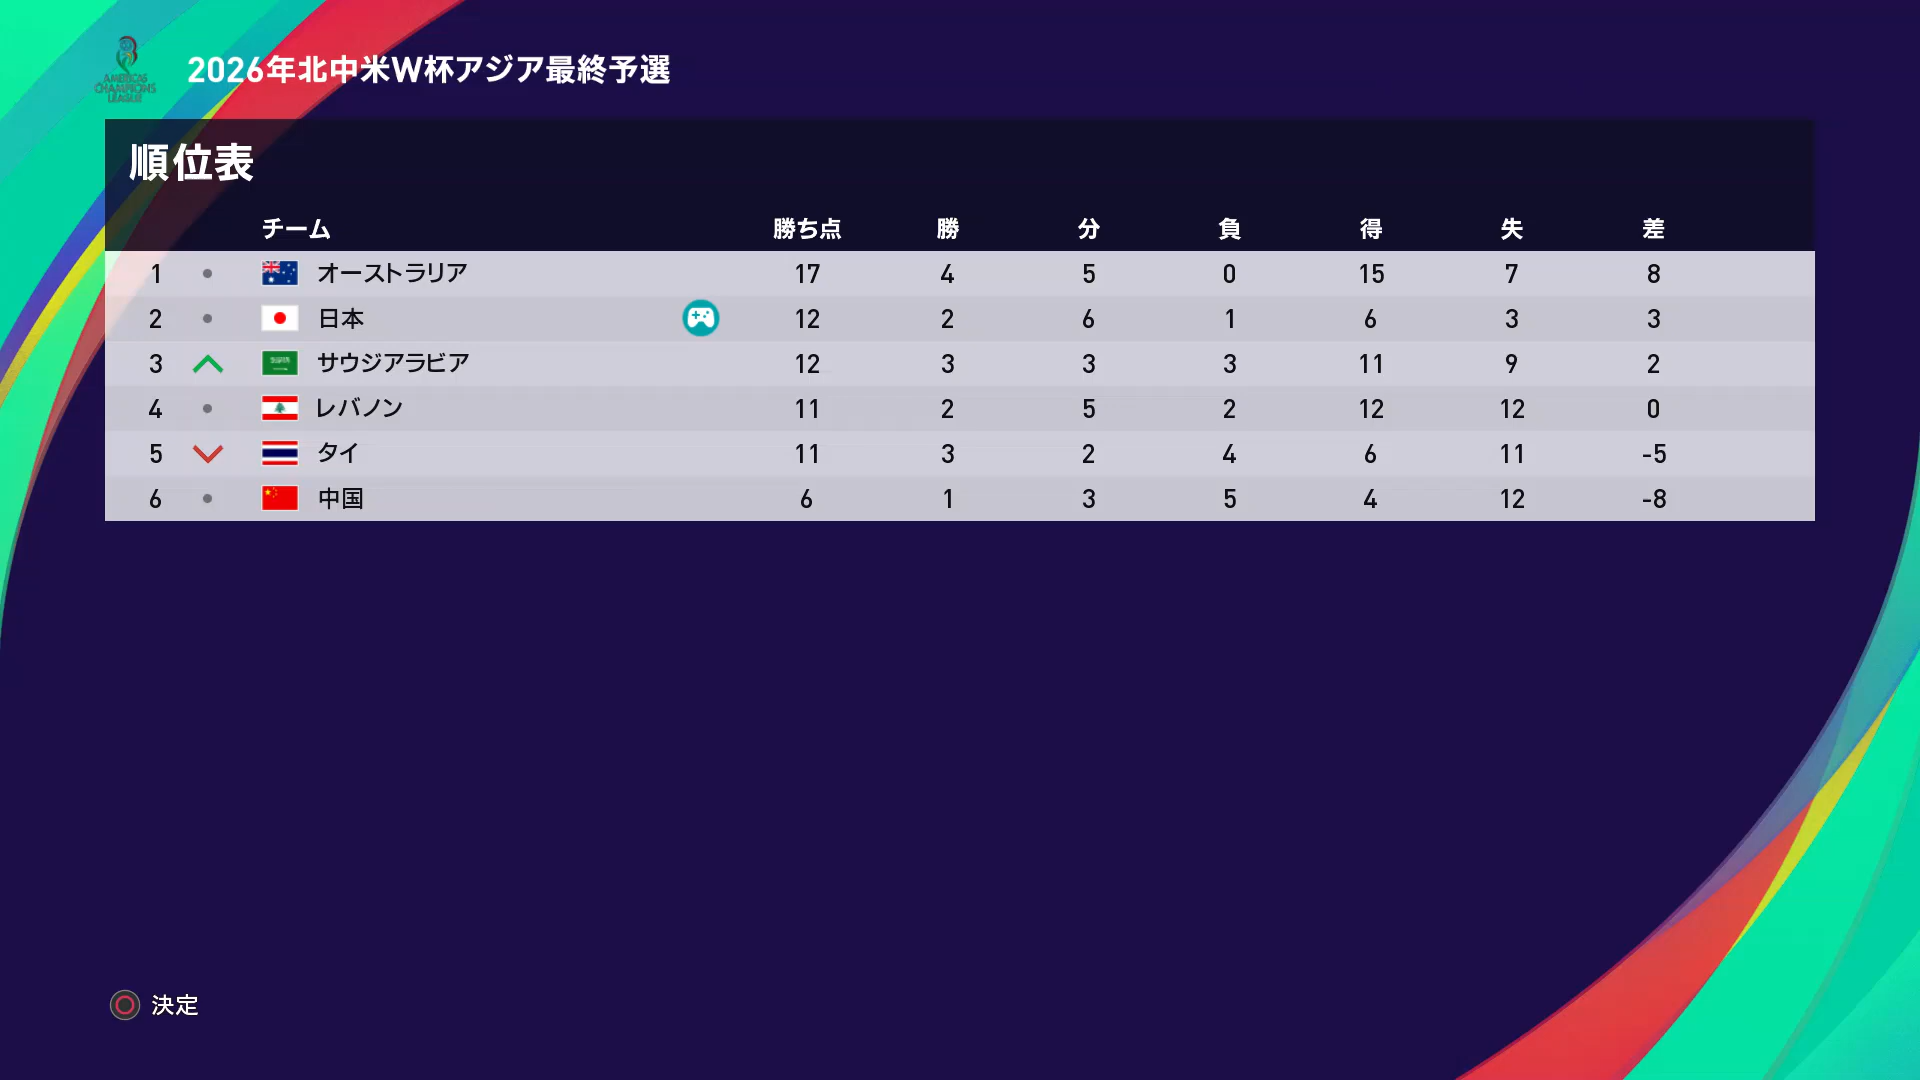 AMERICAS
CHAMPIONS
LEAGUE
2026年北中米W杯アジア最終予選
順位表
チーム 勝ち点 勝 分 負 得 失 差
1 オーストラリア 17 4 5 0 15 7 8
2 日本 12 2 6 1 6 3 3
3 サウジアラビア 12 3 3 3 11 9 2
4 レバノン 11 2 5 2 12 12 0
5 タイ 11 3 2 4 6 11 -5
6 中国 6 1 3 5 4 12 -8
決定